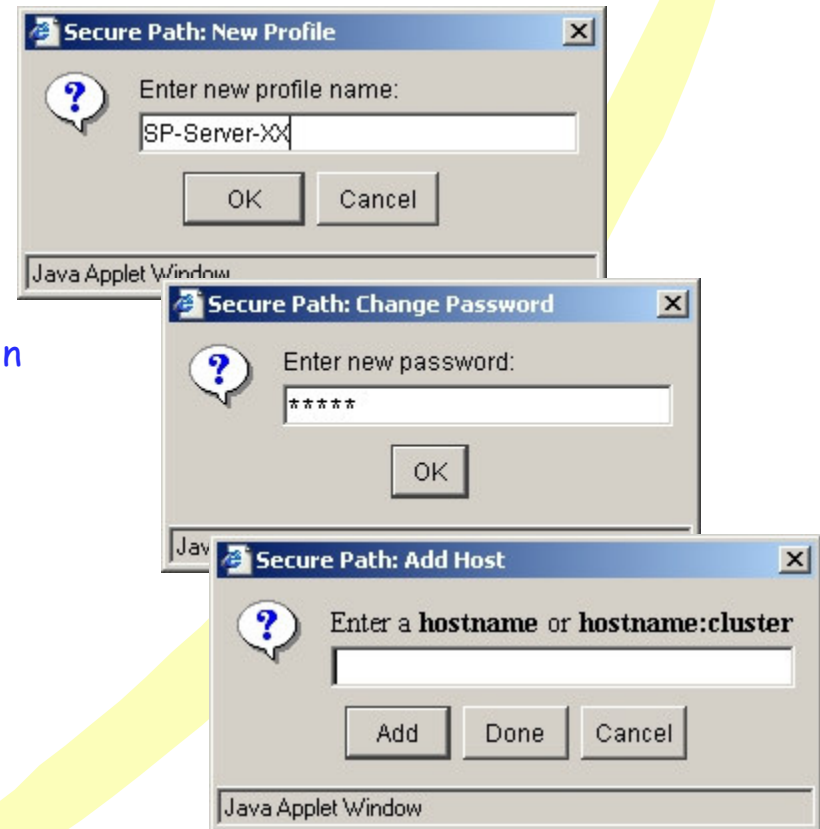 Secure Path: New Profile
Enter new profile name:
SP-Server-XX
OK Cancel
Java Applet Window
n
Secure Path: Change Password
Enter new password:
*****
OK
Jav
Secure Path: Add Host
Enter a hostname or hostname:cluster
Add Done Cancel
Java Applet Window